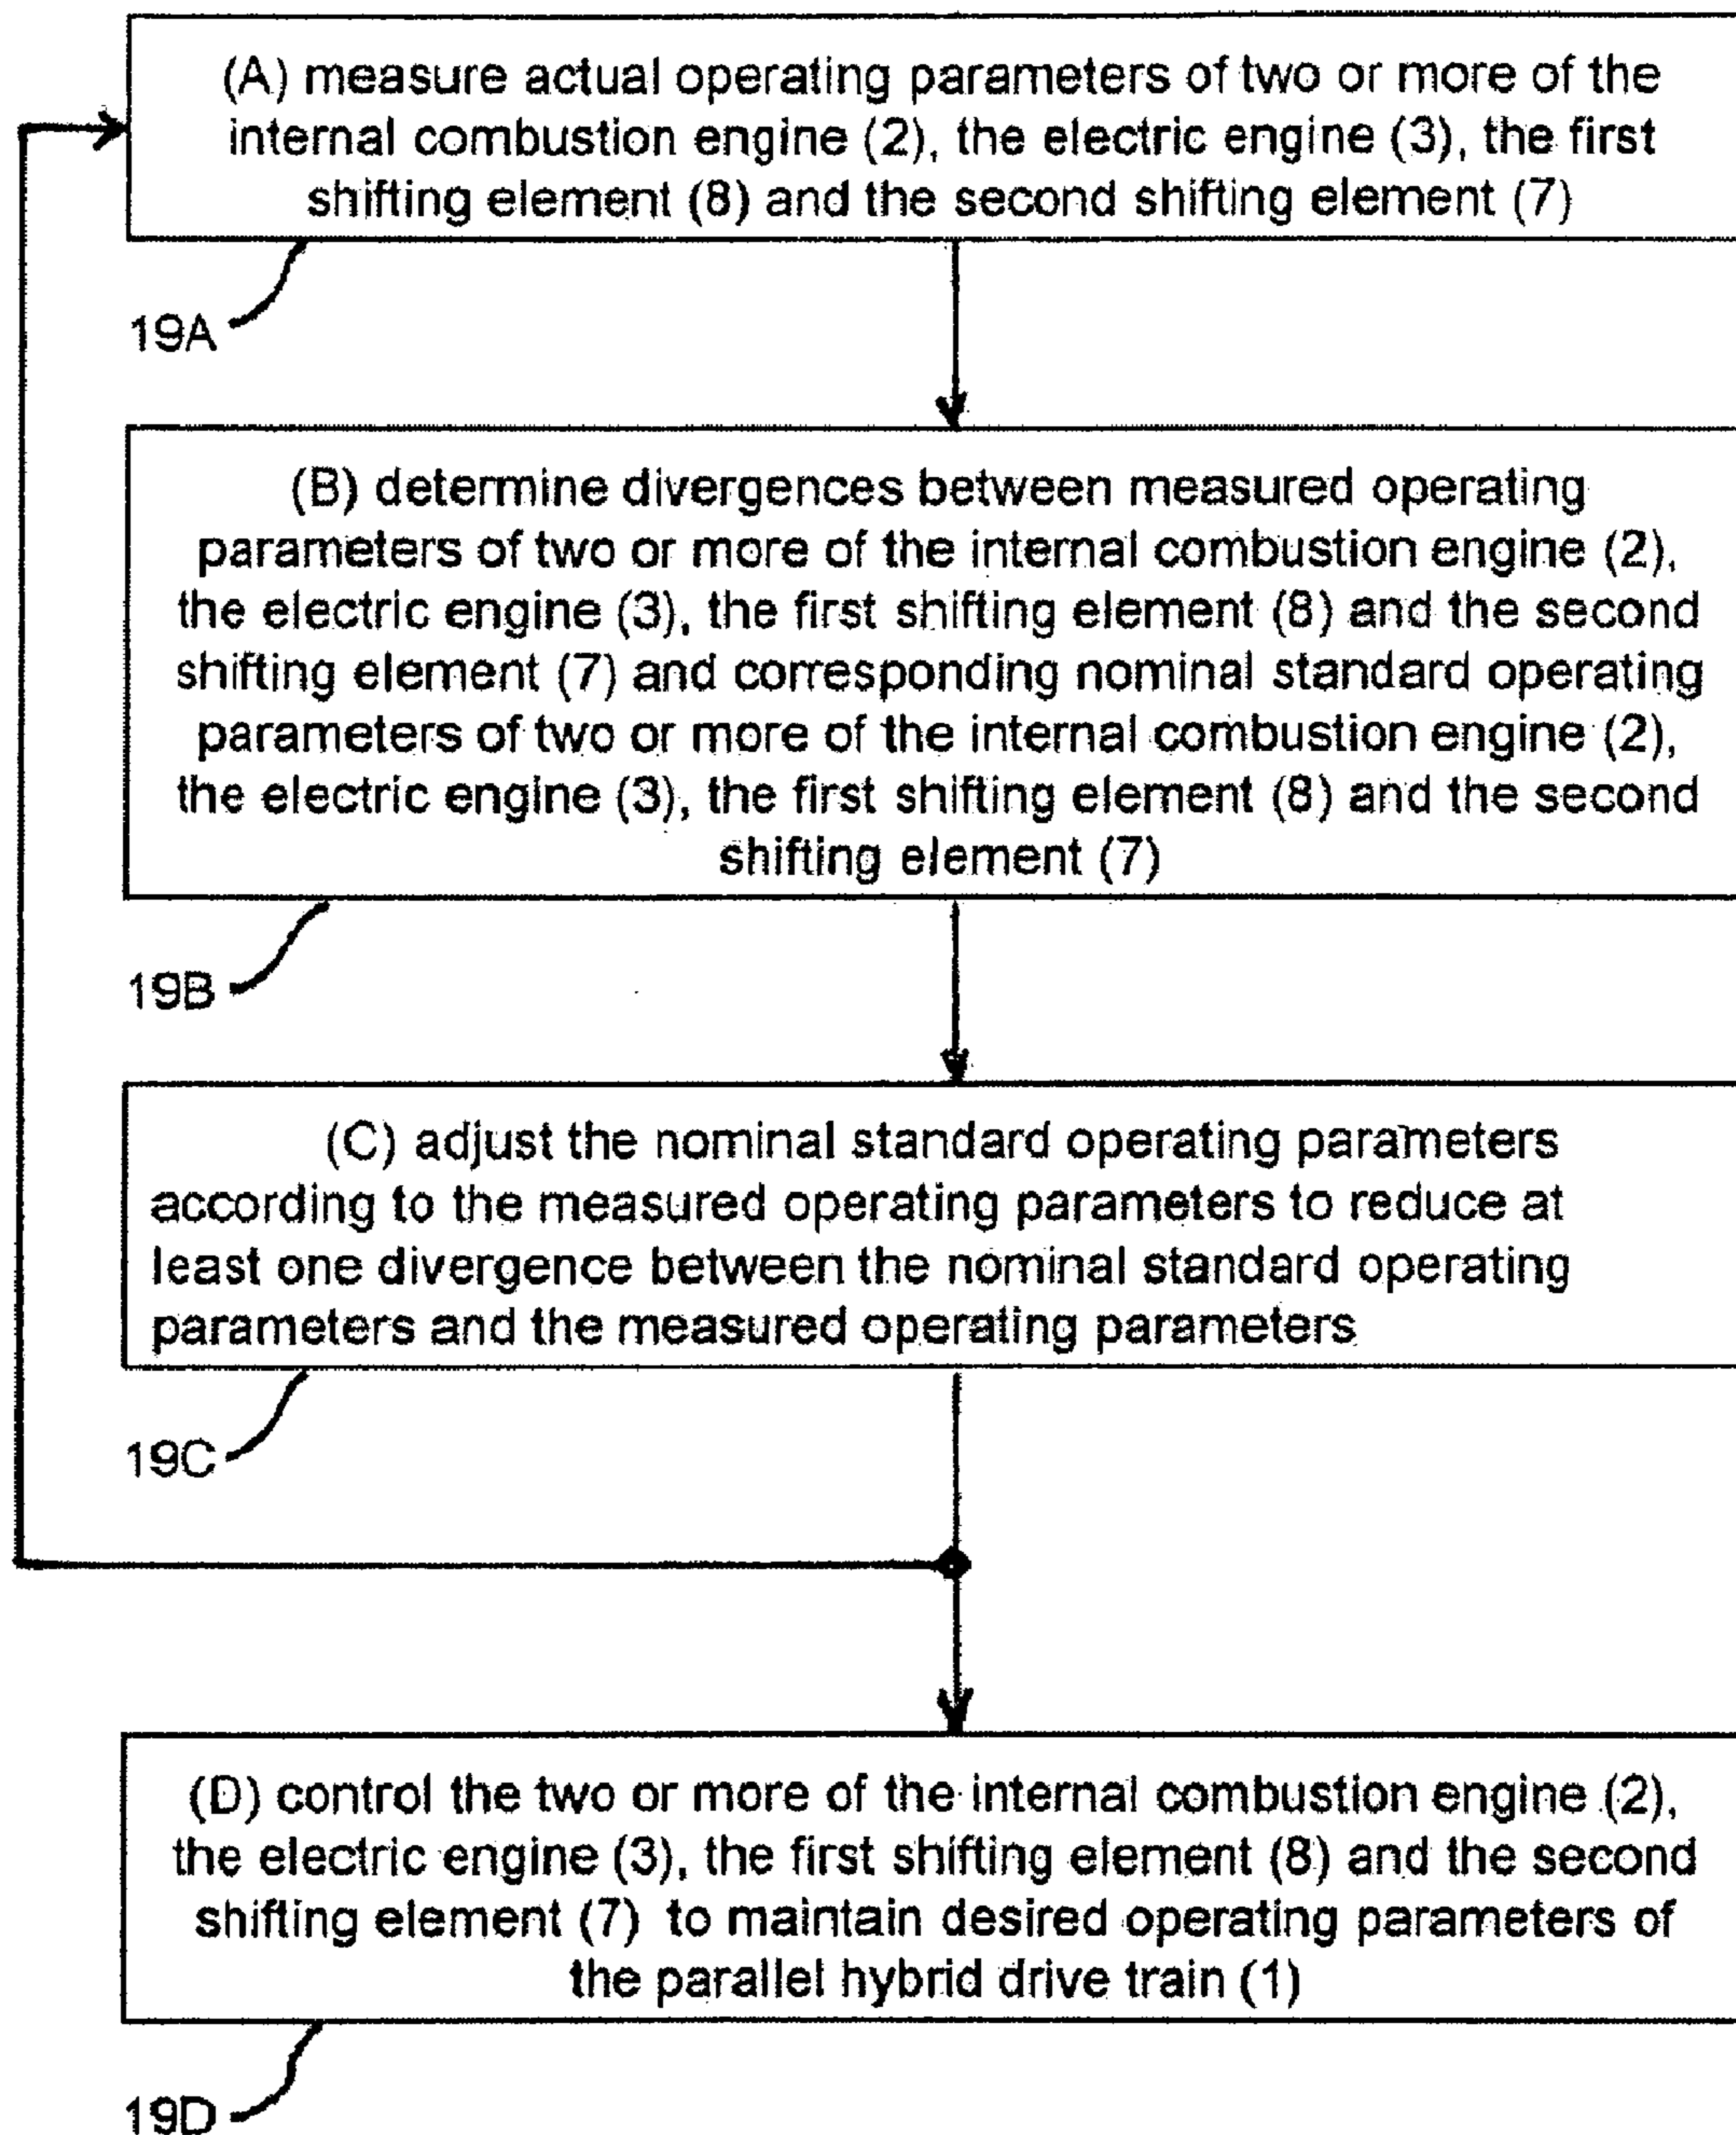 (A) measure actual operating parameters of two or more of the
internal combustion engine (2), the electric engine (3), the first
shifting element (8) and the second shifting element (7)
19A
(B) determine divergences between measured operating
parameters of two or more of the internal combustion engine (2),
the electric engine (3), the first shifting element (8) and the second
shifting element (7) and corresponding nominal standard operating
parameters of two or more of the internal combustion engine (2),
the electric engine (3), the first shifting element (8) and the second
shifting element (7)
19B
(C) adjust the nominal standard operating parameters
according to the measured operating parameters to reduce at
least one divergence between the nominal standard operating
parameters and the measured operating parameters
19C
(D) control the two or more of the internal combustion engine (2),
the electric engine (3), the first shifting element (8) and the second
shifting element (7) to maintain desired operating parameters of
the parallel hybrid drive train (1)
19D